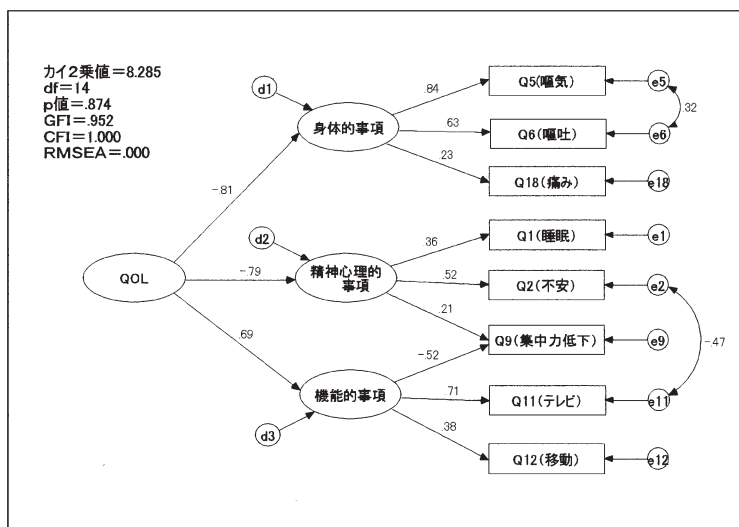 カイ2乗値=8.285
df=14
p値=.874
GFI=.952
CFI=1.000
RMSEA=.000
d1
身体的事項
.84
.63
.23
Q5(嘔気)
e5
.32
Q6(嘔吐)
e6
Q18(痛み)
e18
-.81
d2
精神心理的
事項
.36
.52
.21
Q1(睡眠)
e1
Q2(不安)
e2
QOL
-.79
Q9(集中力低下)
e9
-.47
.69
-.52
機能的事項
.71
.38
Q11(テレビ)
e11
d3
Q12(移動)
e12